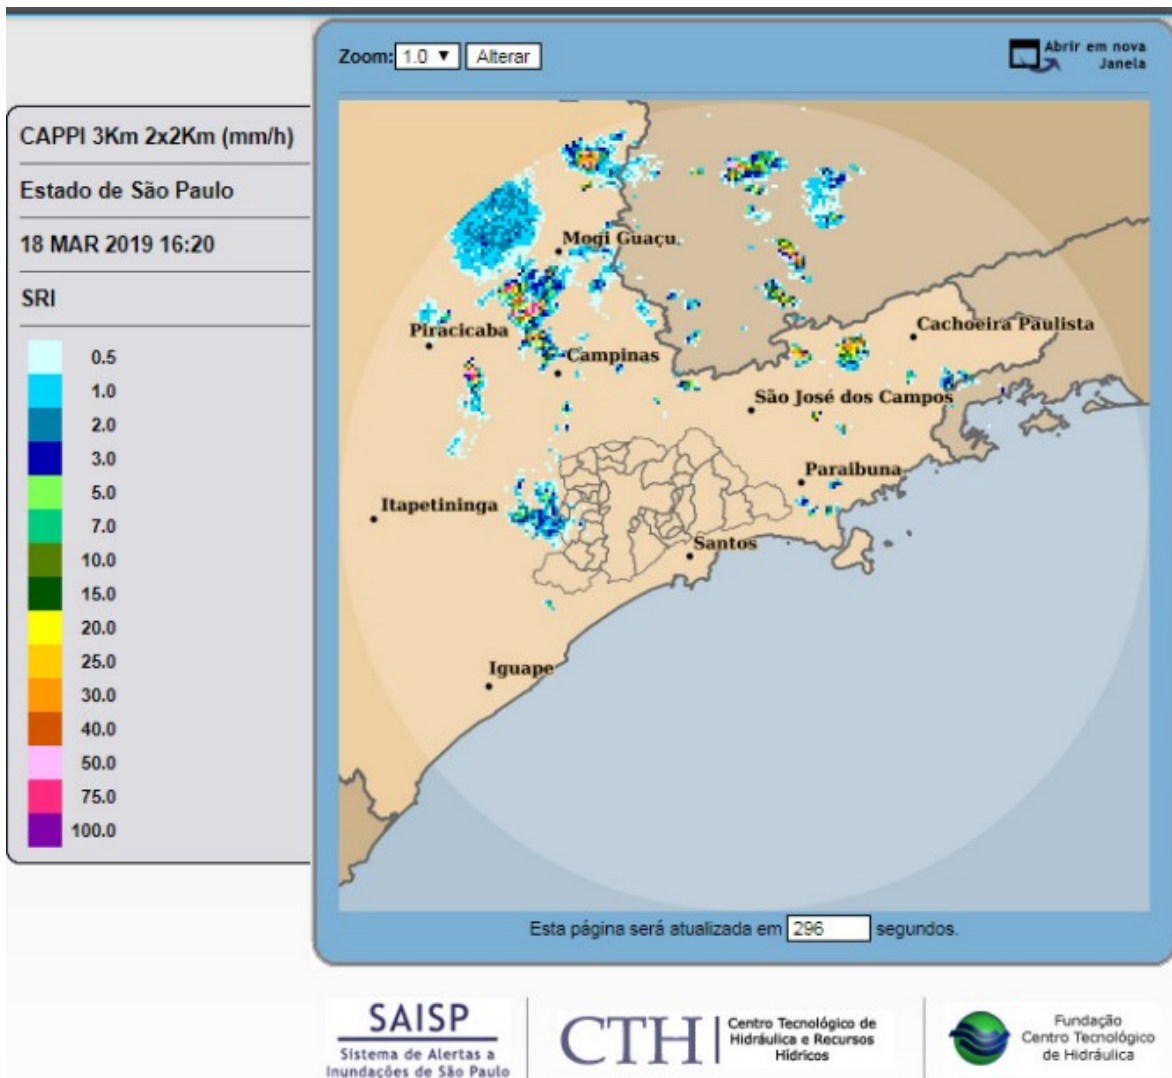 Zoom: 1.0 ▼ Alterar
Abrir em nova
Janela
CAPPI 3Km 2x2Km (mm/h)
Estado de São Paulo
18 MAR 2019 16:20
SRI
0.5
1.0
2.0
3.0
5.0
7.0
10.0
15.0
20.0
25.0
30.0
40.0
50.0
75.0
100.0
Mogi Guaçu
Piracicaba
Cachoeira Paulista
Campinas
São José dos Campos
Paraibuna
Itapetininga
Santos
Iguape
Esta página será atualizada em 296 segundos.
SAISP
Sistema de Alertas a
Inundações de São Paulo
CTH
Centro Tecnológico de
Hidráulica e Recursos
Hídricos
Fundação
Centro Tecnológico
de Hidráulica